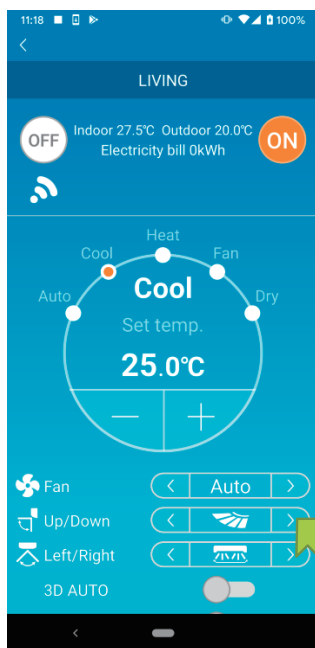 11:18 100%
LIVING
OFF Indoor 27.5℃ Outdoor 20.0℃ ON
Electricity bill 0kWh
Heat
Cool Fan
Auto Cool Dry
Set temp.
25.0℃
− +
Fan Auto
Up/Down
Left/Right
3D AUTO